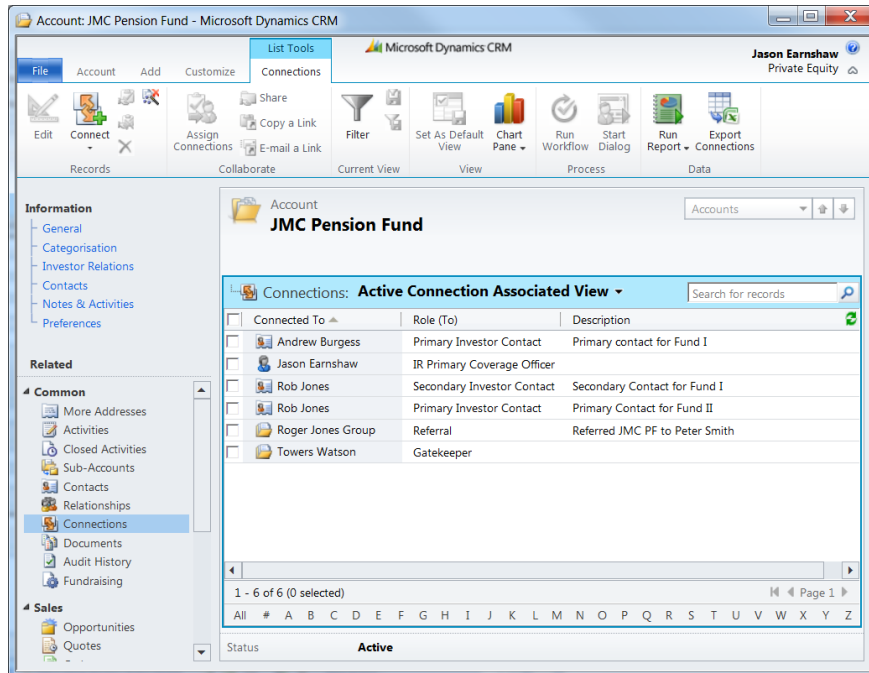 Account: JMC Pension Fund - Microsoft Dynamics CRM
List Tools
Microsoft Dynamics CRM
Jason Earnshaw
Private Equity
File Account Add Customize Connections
Edit
Connect
Assign Connections
Share
Copy a Link
E-mail a Link
Filter
Set As Default View
Chart Pane
Run Workflow
Start Dialog
Run Report
Export Connections
Records Collaborate Current View View Process Data
Information
General
Categorisation
Investor Relations
Contacts
Notes & Activities
Preferences
Related
Common
More Addresses
Activities
Closed Activities
Sub-Accounts
Contacts
Relationships
Connections
Documents
Audit History
Fundraising
Sales
Opportunities
Quotes
Account
JMC Pension Fund
Accounts
Connections: Active Connection Associated View
Search for records
Connected To Role (To) Description
Andrew Burgess Primary Investor Contact Primary contact for Fund I
Jason Earnshaw IR Primary Coverage Officer
Rob Jones Secondary Investor Contact Secondary Contact for Fund I
Rob Jones Primary Investor Contact Primary Contact for Fund II
Roger Jones Group Referral Referred JMC PF to Peter Smith
Towers Watson Gatekeeper
1 - 6 of 6 (0 selected) Page 1
All # A B C D E F G H I J K L M N O P Q R S T U V W X Y Z
Status Active